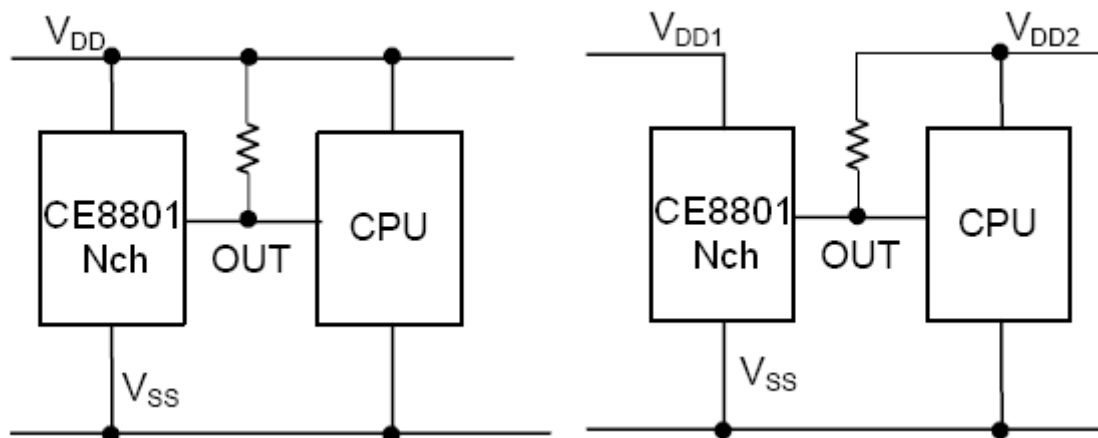 VDD
CE8801
Nch
OUT
CPU
VSS
VDD1
VDD2
CE8801
Nch
OUT
CPU
VSS